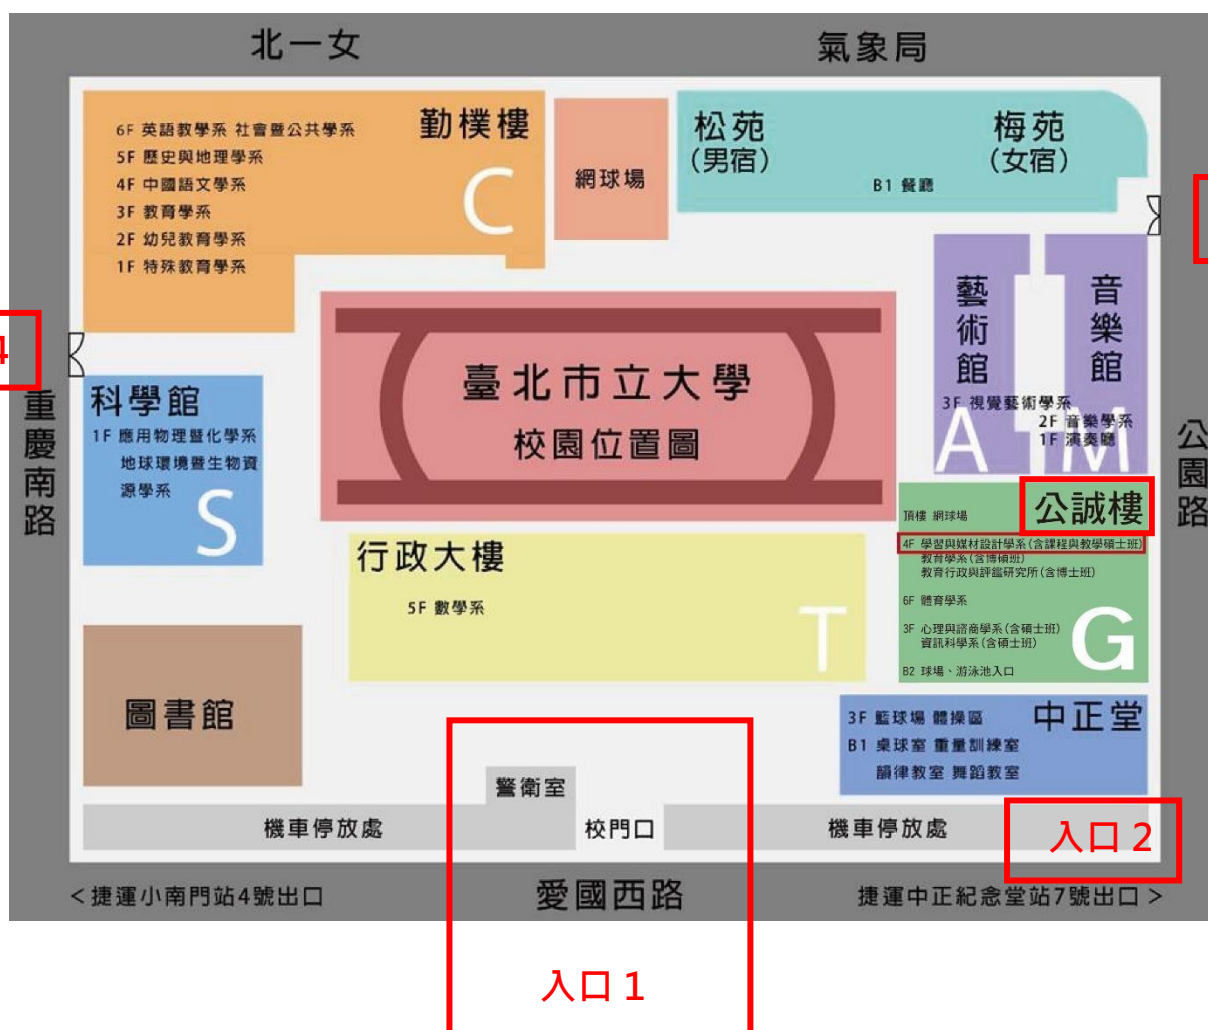 北一女
氣象局
勤樸樓
6F 英語教學系 社會暨公共學系
5F 歷史與地理學系
4F 中國語文學系
3F 教育學系
2F 幼兒教育學系
1F 特殊教育學系
C
網球場
松苑
(男宿)
梅苑
(女宿)
B1 餐廳
4
重慶南路
科學館
1F 應用物理暨化學系
地球環境暨生物資
源學系
S
臺北市立大學
校園位置圖
藝術館
音樂館
3F 視覺藝術學系
2F 音樂學系
1F 演奏廳
A
M
公園路
公誠樓
頂樓 網球場
4F 學習與媒材設計學系(含課程與教學碩士班)
教育學系(含博碩班)
教育行政與評鑑研究所(含博士班)
6F 體育學系
3F 心理與諮商學系(含碩士班)
資訊科學系(含碩士班)
B2 球場、游泳池入口
G
行政大樓
5F 數學系
T
圖書館
中正堂
3F 籃球場 體操區
B1 桌球室 重量訓練室
韻律教室 舞蹈教室
警衛室
機車停放處
校門口
機車停放處
入口 2
<捷運小南門站4號出口
愛國西路
捷運中正紀念堂站7號出口>
入口 1